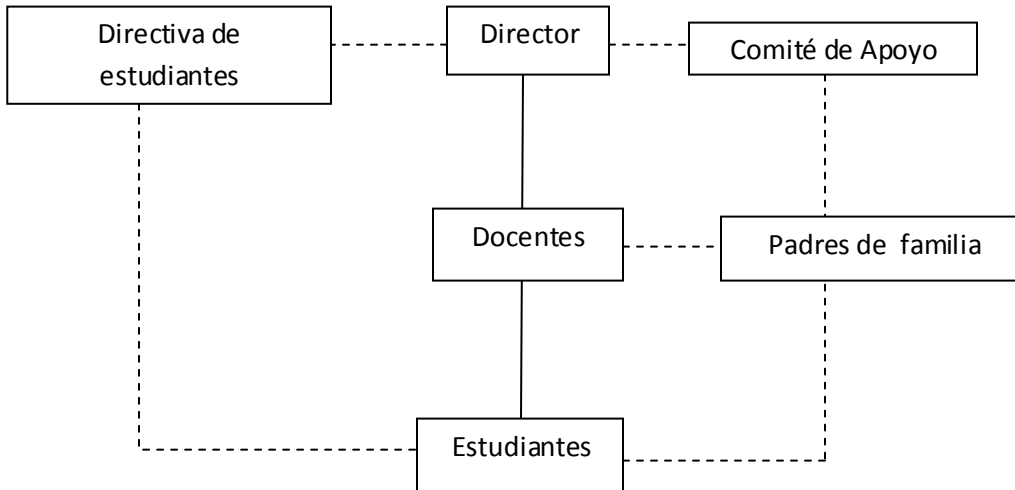 Directiva de
estudiantes
Director
Comité de Apoyo
Docentes
Padres de  familia
Estudiantes